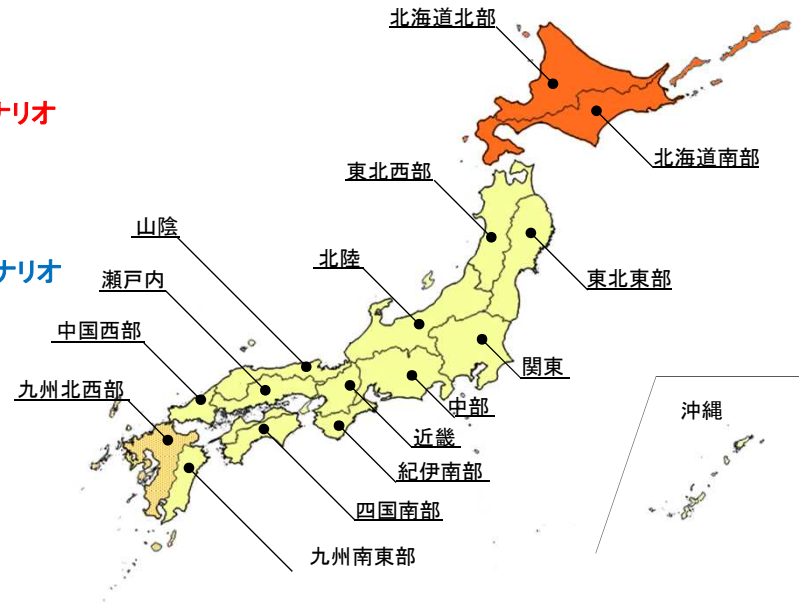 北海道北部
ナリオ
北海道南部
東北西部
山陰
北陸
ナリオ
瀬戸内
東北東部
中国西部
関東
九州北西部
中部
沖縄
近畿
紀伊南部
四国南部
九州南東部